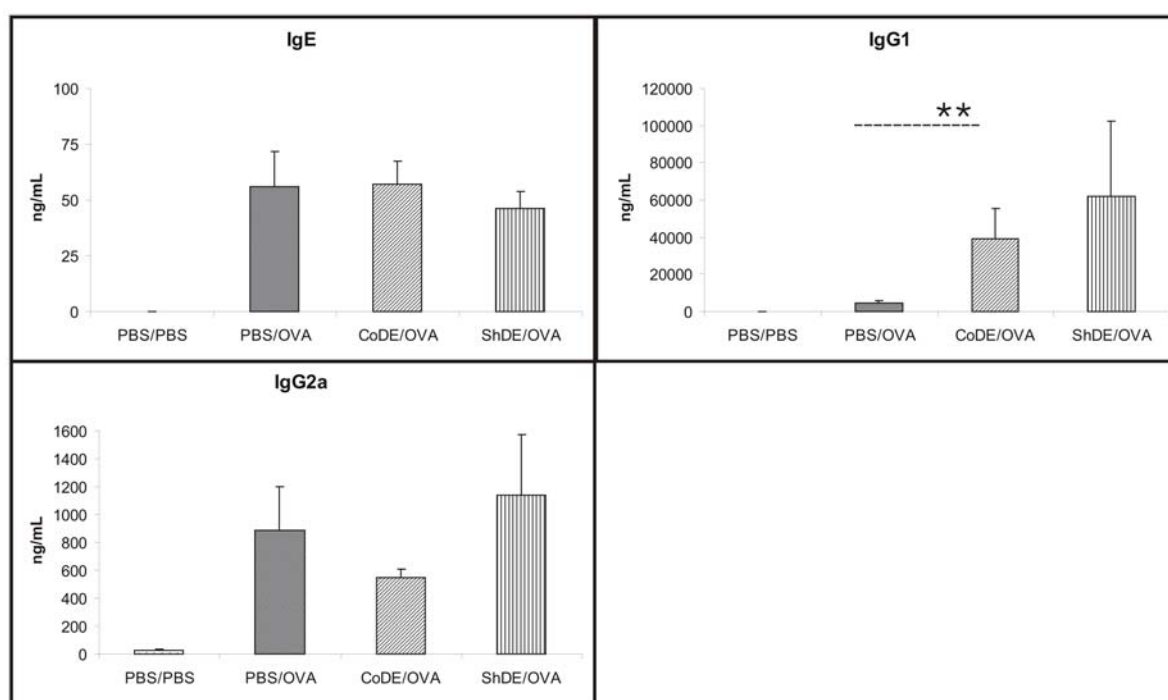 IgE
100
75
50
25
0
ng/mL
PBS/PBS PBS/OVA CoDE/OVA ShDE/OVA
IgG1
120000
100000
80000
60000
40000
20000
0
ng/mL
**
PBS/PBS PBS/OVA CoDE/OVA ShDE/OVA
IgG2a
1600
1400
1200
1000
800
600
400
200
0
ng/mL
PBS/PBS PBS/OVA CoDE/OVA ShDE/OVA